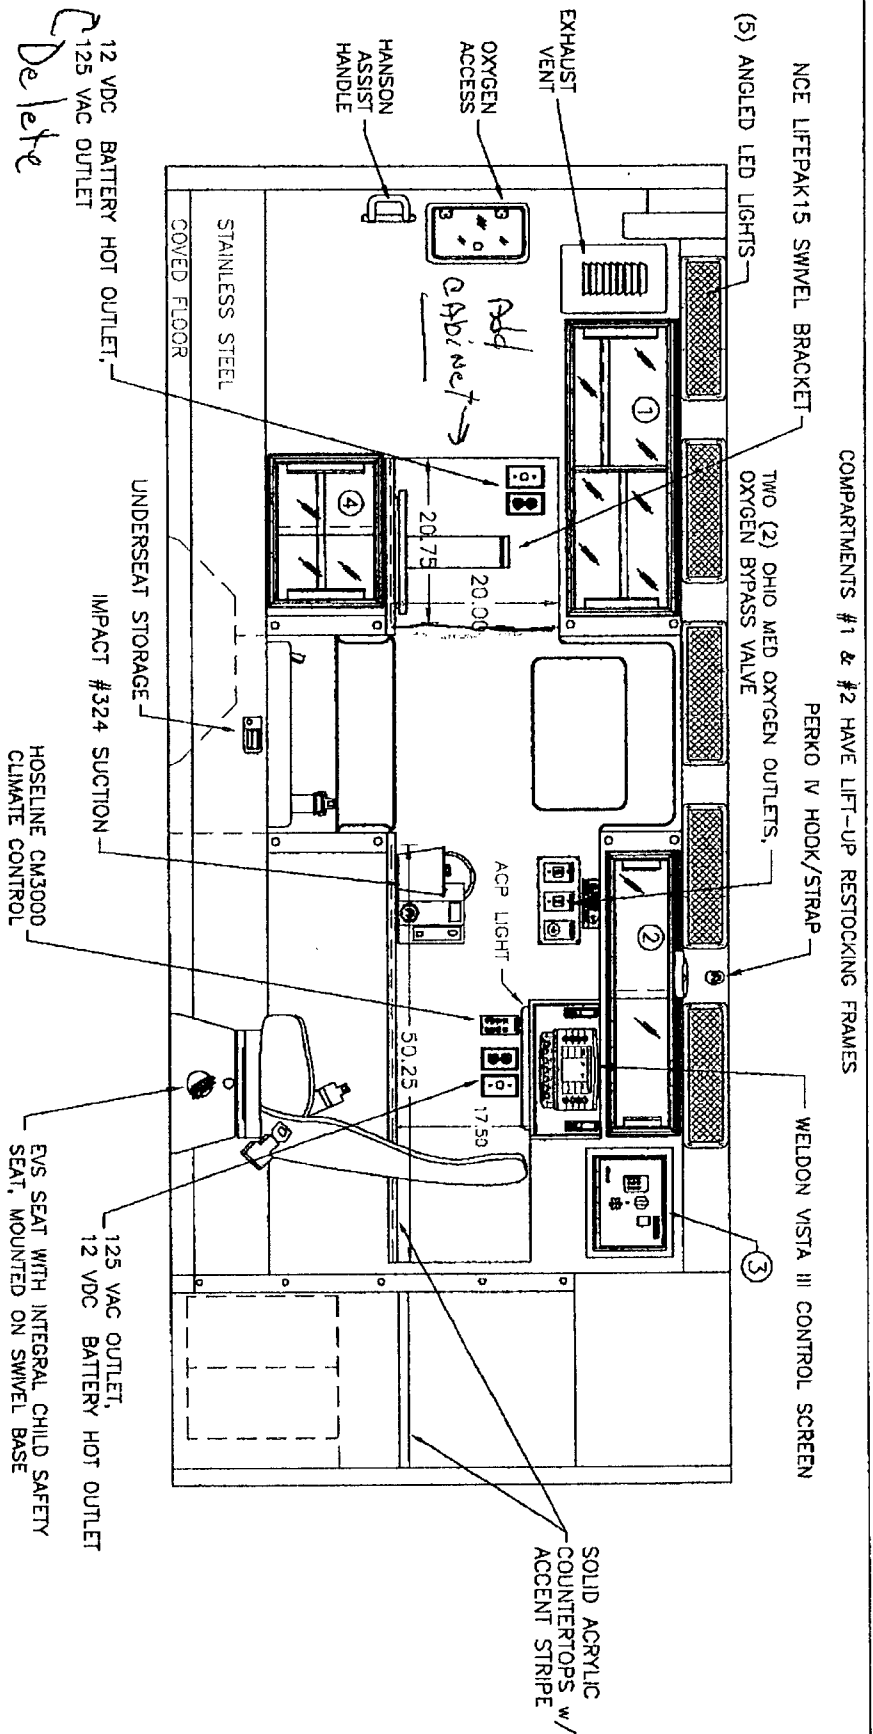 COMPARTMENTS #1 & #2 HAVE LIFT-UP RESTOCKING FRAMES
NCE LIFEPAK15 SWIVEL BRACKET
(5) ANGLED LED LIGHTS
EXHAUST
VENT
OXYGEN
ACCESS
HANSON
ASSIST
HANDLE
12 VDC BATTERY HOT OUTLET,
125 VAC OUTLET
Delete
TWO (2) OHIO MED OXYGEN OUTLETS,
OXYGEN BYPASS VALVE
PERKO IV HOOK/STRAP
WELDON VISTA III CONTROL SCREEN
1
2
3
4
Add
CABINET
20.75
20.00
ACP LIGHT
50.25
17.50
STAINLESS STEEL
COVED FLOOR
UNDERSEAT STORAGE
IMPACT #324 SUCTION
HOSELINE CM3000
CLIMATE CONTROL
EVS SEAT WITH INTEGRAL CHILD SAFETY
SEAT, MOUNTED ON SWIVEL BASE
125 VAC OUTLET,
12 VDC BATTERY HOT OUTLET
SOLID ACRYLIC
COUNTERTOPS w/
ACCENT STRIPE